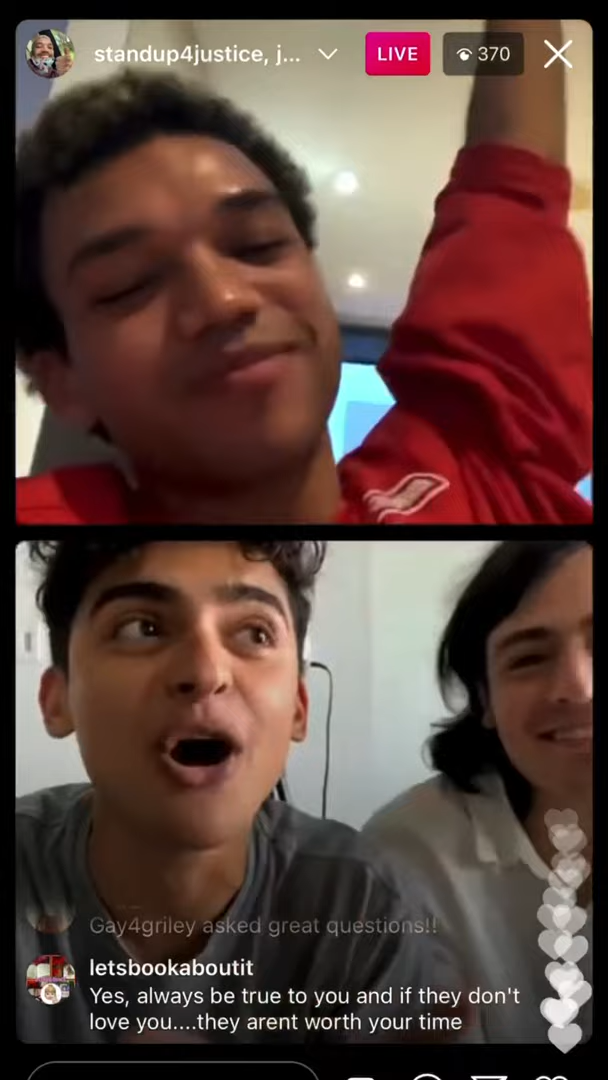 standup4justice, j...
LIVE
370
Gay4griley asked great questions!!
letsbookaboutit
Yes, always be true to you and if they don't
love you....they arent worth your time